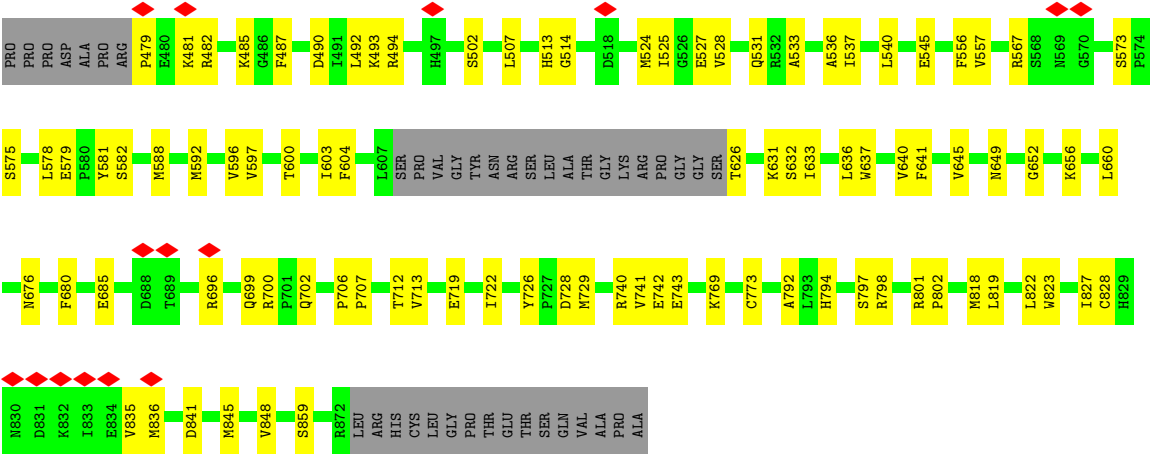 PRO PRO PRO ASP ALA PRO ARG P479 E480 K481 R482 K485 G486 F487 D490 I491 L492 K493 R494 H497 S502 L507 H513 G514 D518 M524 I525 G526 E527 V528 Q531 R532 A533 A536 I537 L540 E545 F556 V557 R567 S568 N569 G570 S573 P574
S575 L578 E579 P580 Y581 S582 M588 M592 V596 V597 T600 I603 F604 L607 SER PRO VAL GLY TYR ASN ARG SER LEU ALA THR GLY LYS ARG PRO GLY GLY SER T626 K631 S632 I633 L636 W637 V640 F641 V645 N649 G652 K656 L660
N676 F680 E685 D688 T689 R696 Q699 R700 P701 Q702 P706 P707 T712 V713 E719 I722 Y726 P727 D728 M729 R740 V741 E742 E743 K769 C773 A792 L793 H794 S797 R798 R801 P802 M818 L819 L822 W823 I827 C828 H829
N830 D831 K832 I833 E834 V835 M836 D841 M845 V848 S859 R872 LEU ARG HIS CYS LEU GLY PRO THR GLU THR SER GLN VAL ALA PRO ALA